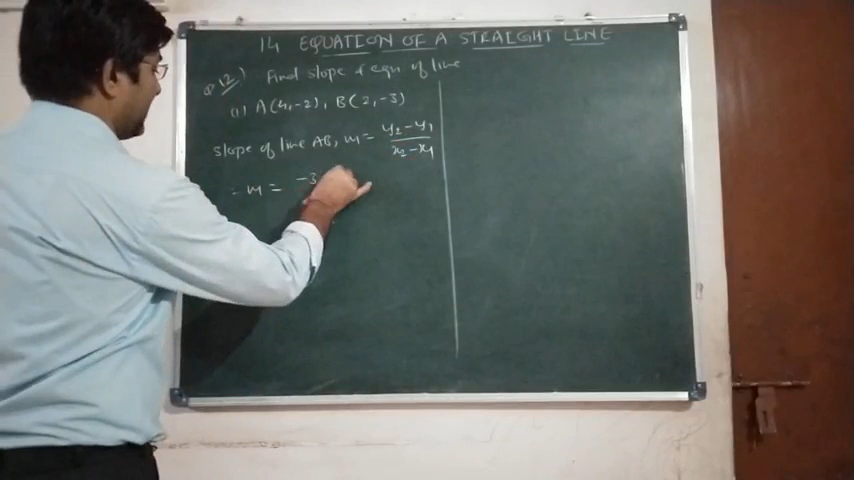 14 EQUATION OF A STRAIGHT LINE
Q.12) Find slope & eqn of line
(i) A(4,-2), B(2,-3)
slope of line AB, m = y₂-y₁/x₂-x₁
∴ m = -3